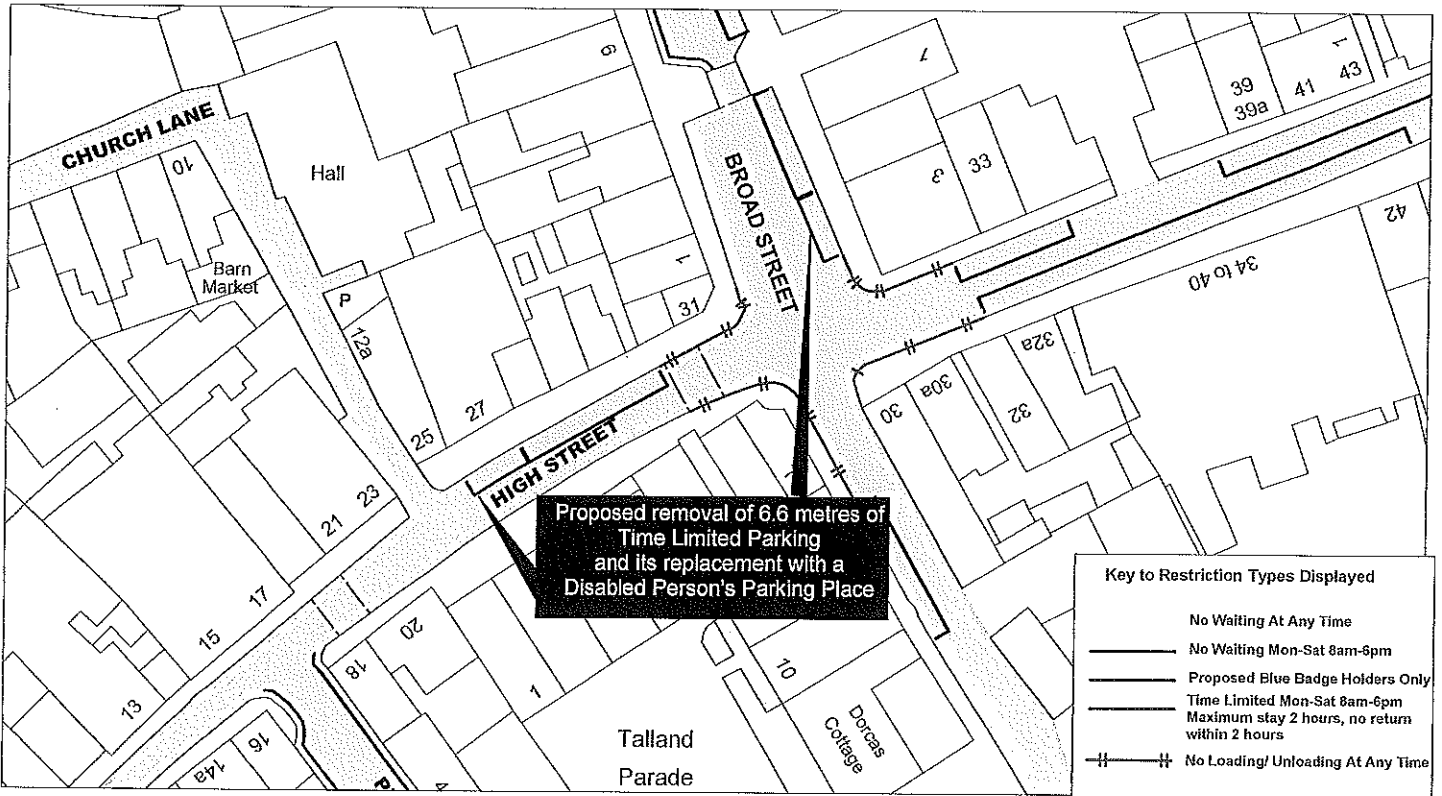 CHURCH LANE
10
Hall
Barn
Market
P
12a
25
27
23
21
17
15
13
9
1
31
BROAD STREET
7
3
33
39
39a
41
43
1
42
34 to 40
32a
32
30a
30
HIGH STREET
Proposed removal of 6.6 metres of
Time Limited Parking
and its replacement with a
Disabled Person's Parking Place
20
18
1
16
14a
4
10
Dorcas
Cottage
Talland
Parade
Key to Restriction Types Displayed
No Waiting At Any Time
No Waiting Mon-Sat 8am-6pm
Proposed Blue Badge Holders Only
Time Limited Mon-Sat 8am-6pm
Maximum stay 2 hours, no return
within 2 hours
No Loading/ Unloading At Any Time